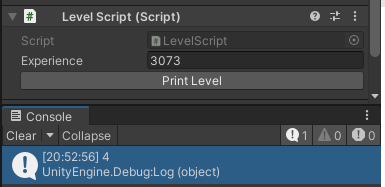 Level Script (Script)
Script LevelScript
Experience 3073
Print Level
Console
Clear Collapse 1 0 0
[20:52:56] 4
UnityEngine.Debug:Log (object)